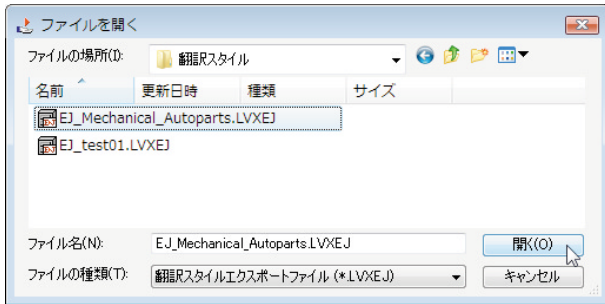 ファイルを開く
ファイルの場所(I): 翻訳スタイル
名前 更新日時 種類 サイズ
EJ_Mechanical_Autoparts.LVXEJ
EJ_test01.LVXEJ
ファイル名(N): EJ_Mechanical_Autoparts.LVXEJ 開く(O)
ファイルの種類(T): 翻訳スタイルエクスポートファイル (*.LVXEJ) キャンセル